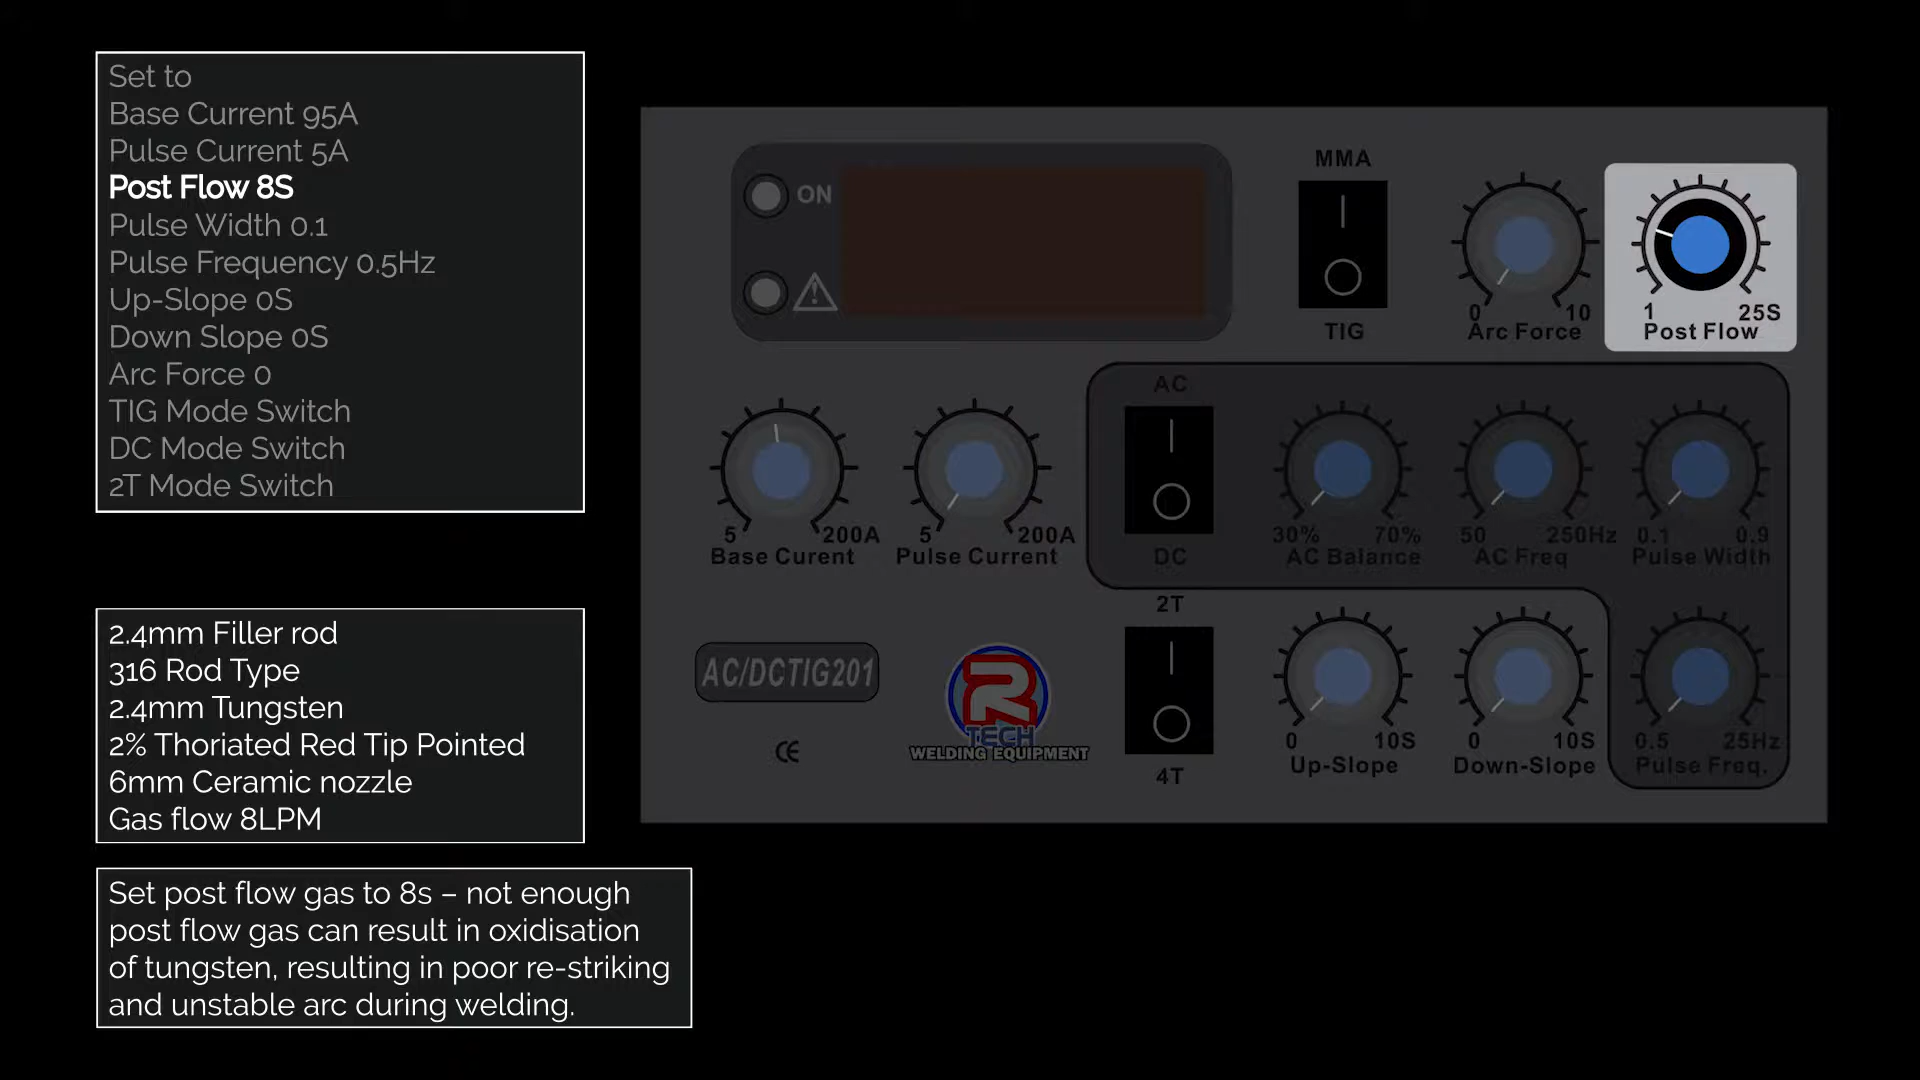 Set to
Base Current 95A
Pulse Current 5A
Post Flow 8S
Pulse Width 0.1
Pulse Frequency 0.5Hz
Up-Slope 0S
Down Slope 0S
Arc Force 0
TIG Mode Switch
DC Mode Switch
2T Mode Switch
2.4mm Filler rod
316 Rod Type
2.4mm Tungsten
2% Thoriated Red Tip Pointed
6mm Ceramic nozzle
Gas flow 8LPM
Set post flow gas to 8s – not enough
post flow gas can result in oxidisation
of tungsten, resulting in poor re-striking
and unstable arc during welding.
ON
MMA
TIG
0 10
Arc Force
1 25S
Post Flow
5 200A
Base Curent
5 200A
Pulse Current
AC
DC
30% 70%
AC Balance
50 250Hz
AC Freq
0.1 0.9
Pulse Width
AC/DCTIG201
CE
R
TECH
WELDING EQUIPMENT
2T
4T
0 10S
Up-Slope
0 10S
Down-Slope
0.5 25Hz
Pulse Freq.